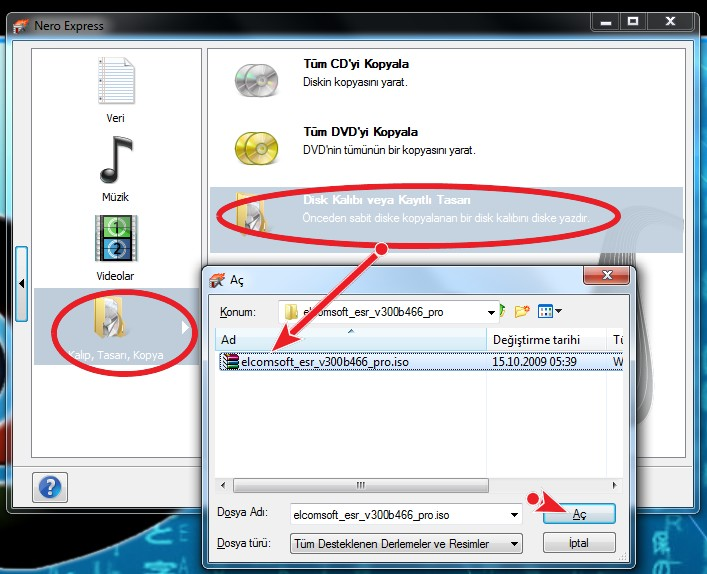 Nero Express
Veri
Müzik
1
2
Videolar
Kalıp, Tasarı, Kopya
Tüm CD'yi Kopyala
Diskin kopyasını yarat.
Tüm DVD'yi Kopyala
DVD'nin tümünün bir kopyasını yarat.
Disk Kalıbı veya Kayıtlı Tasarı
Önceden sabit diske kopyalanan bir disk kalıbını diske yazdır.
Aç
Konum: elcomsoft_esr_v300b466_pro
Ad Değiştirme tarihi Tü
elcomsoft_esr_v300b466_pro.iso 15.10.2009 05:39 W
Dosya Adı: elcomsoft_esr_v300b466_pro.iso Aç
Dosya türü: Tüm Desteklenen Derlemeler ve Resimler İptal